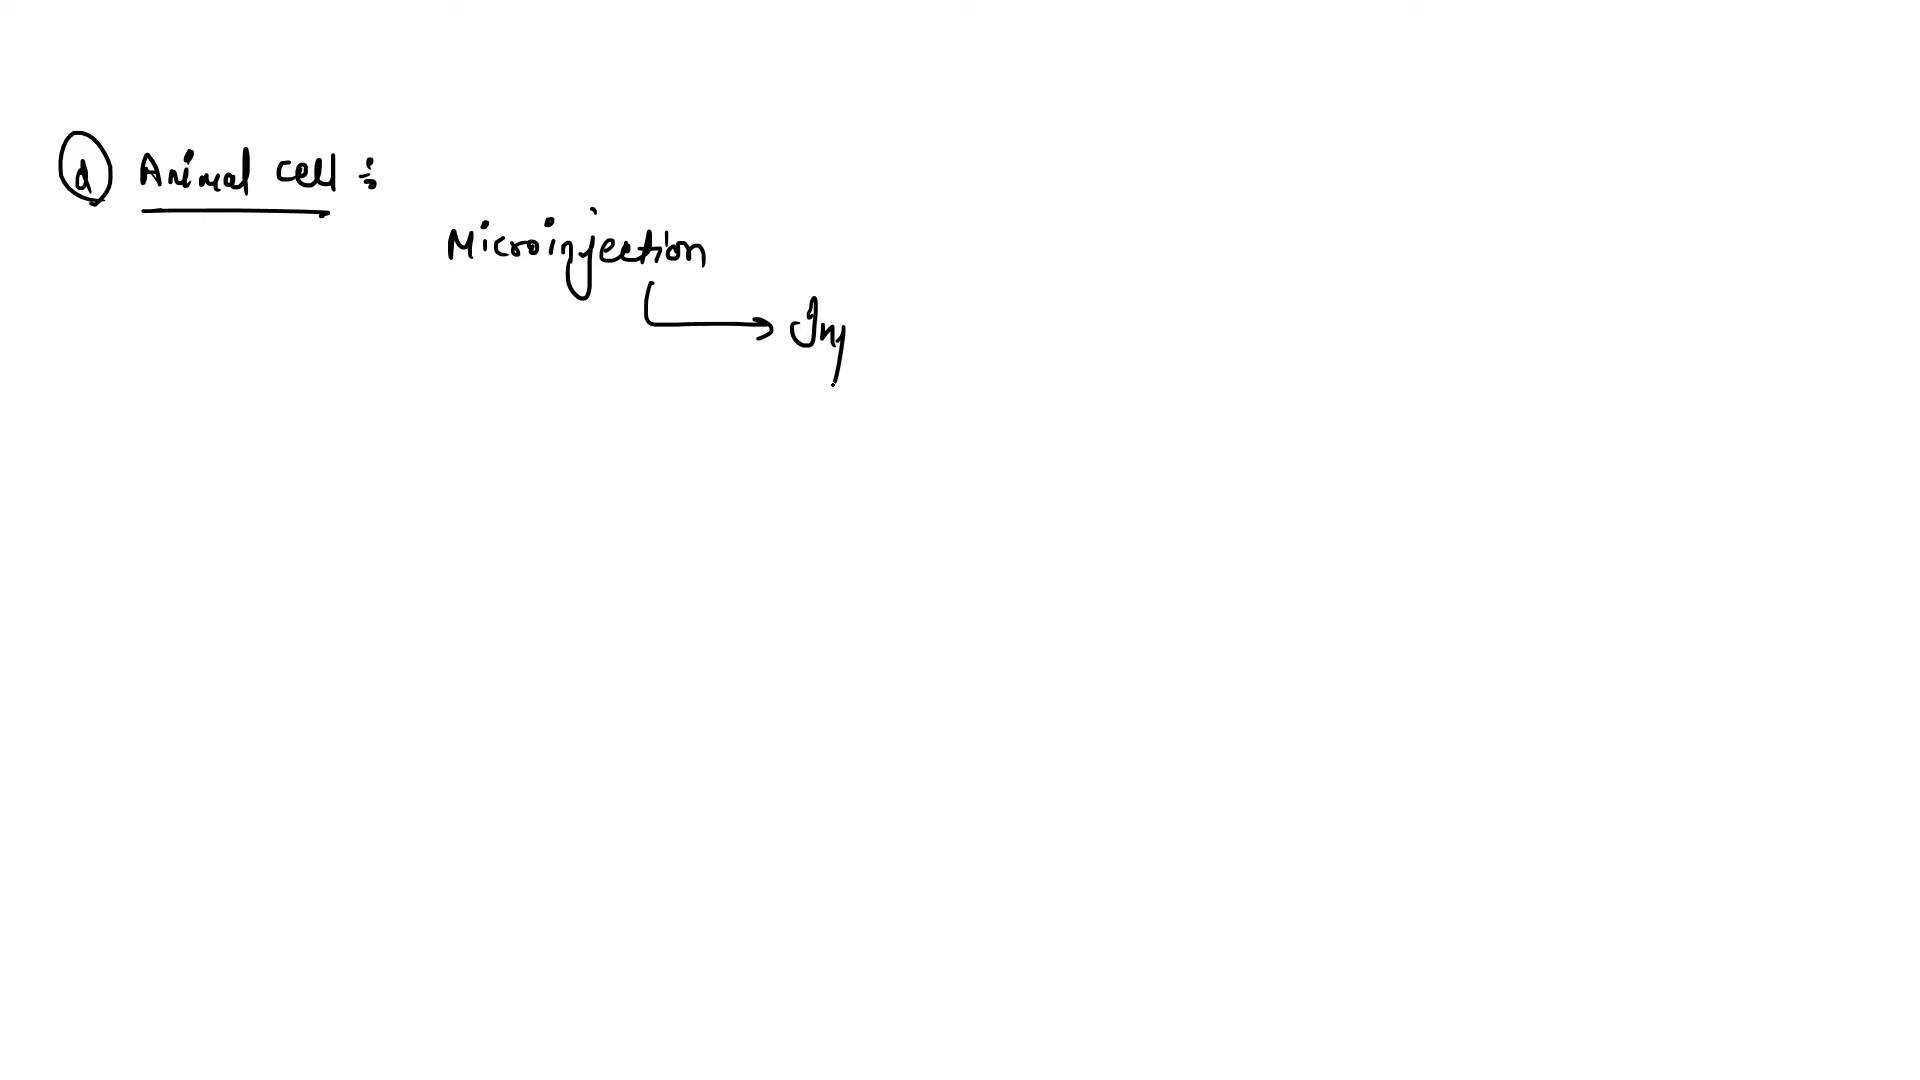 d Animal cell :-
Microinjection
→ Inj